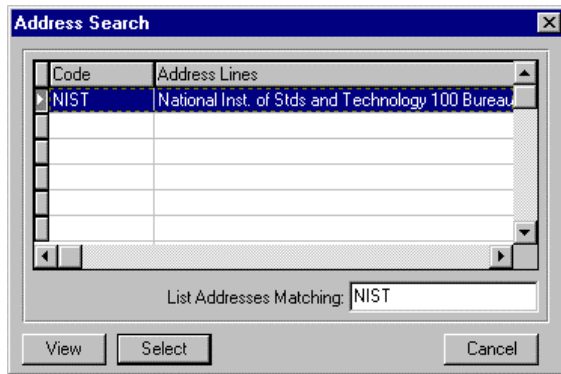 Address Search
Code Address Lines
NIST National Inst. of Stds and Technology 100 Bureau
List Addresses Matching: NIST
View Select Cancel